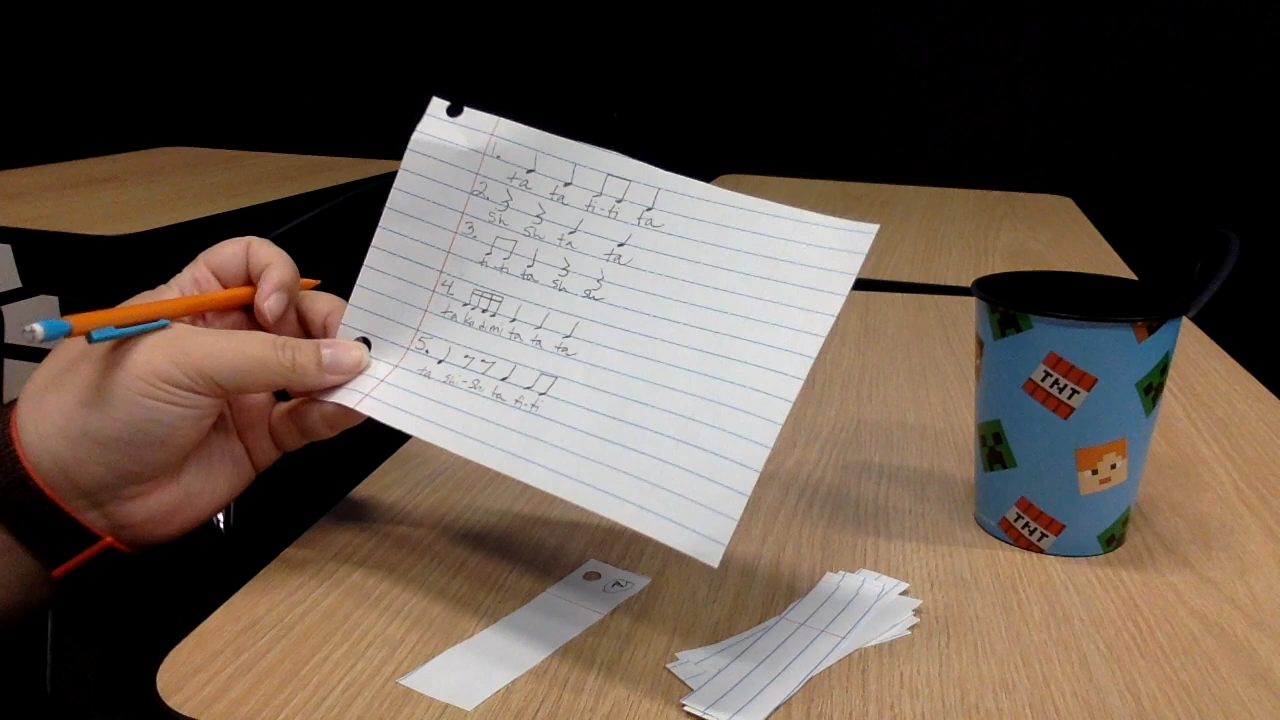 1. ta ta ti-ti ta
2. sh sh ta ta
3. ti-ti ta sh sh
4. ta ka di mi ta ta ta
5. ta sh-sh ta ti-ti
TNT
TNT